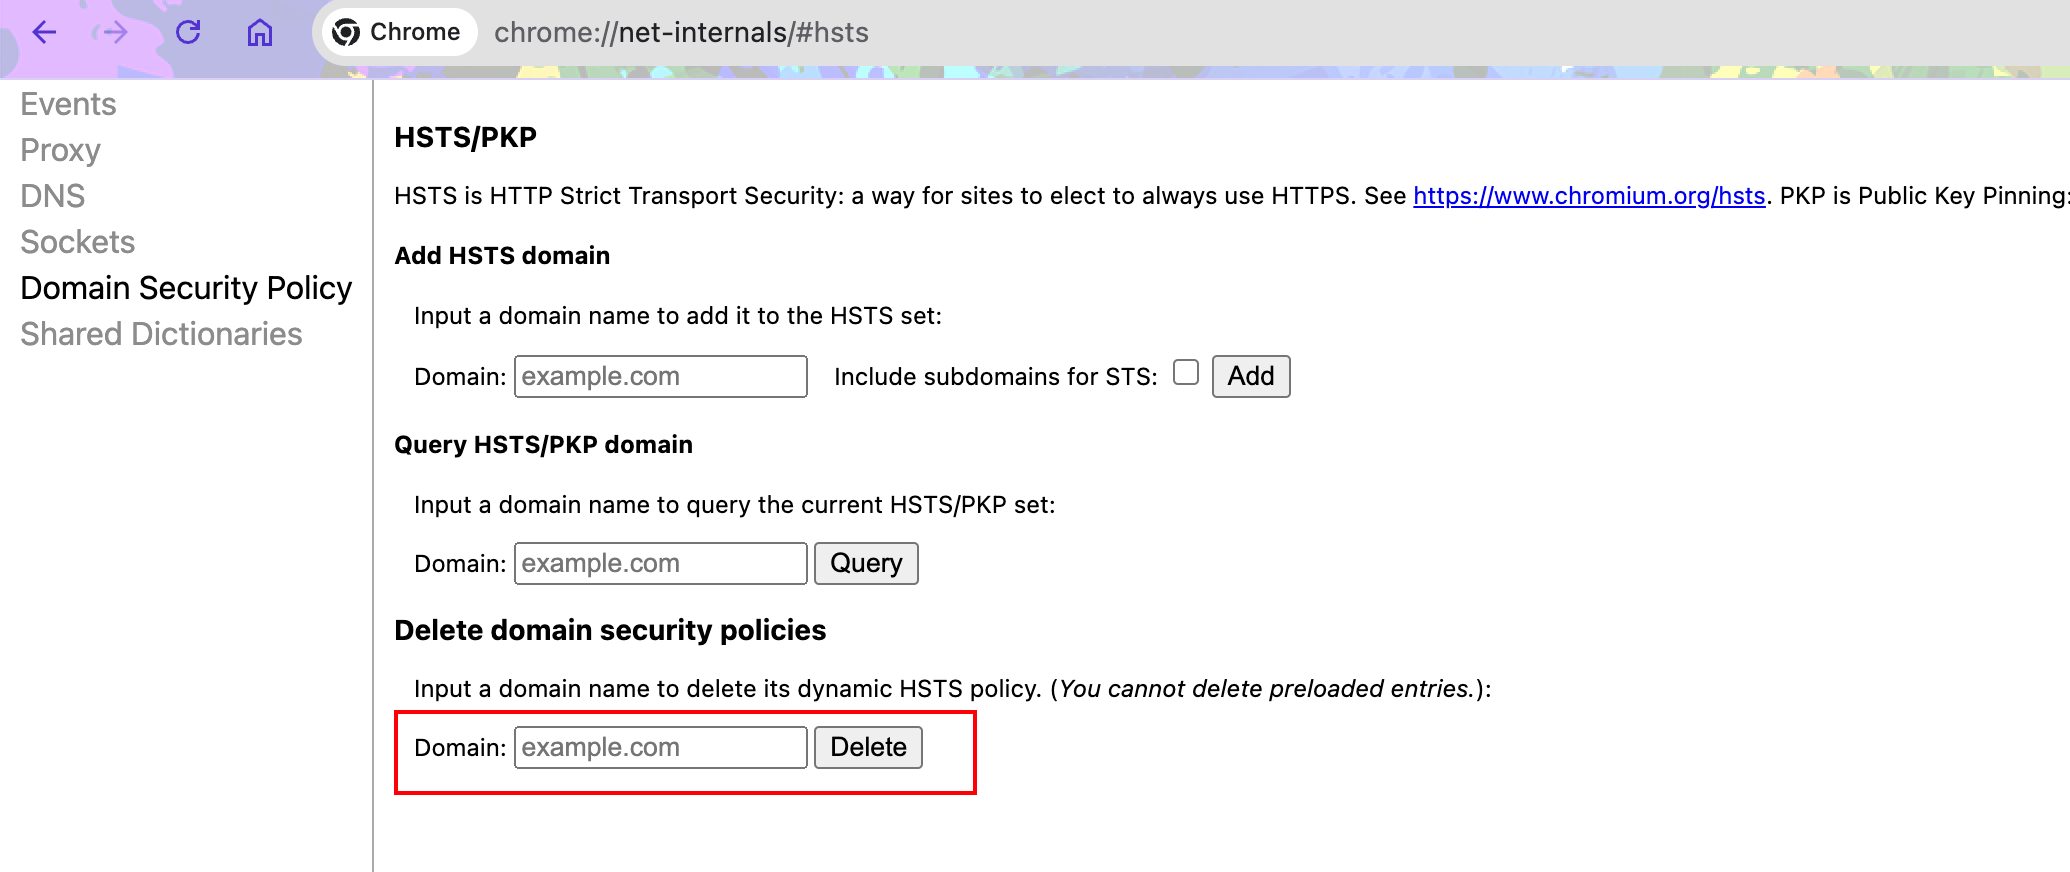 Chrome chrome://net-internals/#hsts
Events
Proxy
DNS
Sockets
Domain Security Policy
Shared Dictionaries
HSTS/PKP
HSTS is HTTP Strict Transport Security: a way for sites to elect to always use HTTPS. See https://www.chromium.org/hsts. PKP is Public Key Pinning:
Add HSTS domain
Input a domain name to add it to the HSTS set:
Domain: example.com Include subdomains for STS: Add
Query HSTS/PKP domain
Input a domain name to query the current HSTS/PKP set:
Domain: example.com Query
Delete domain security policies
Input a domain name to delete its dynamic HSTS policy. (You cannot delete preloaded entries.):
Domain: example.com Delete